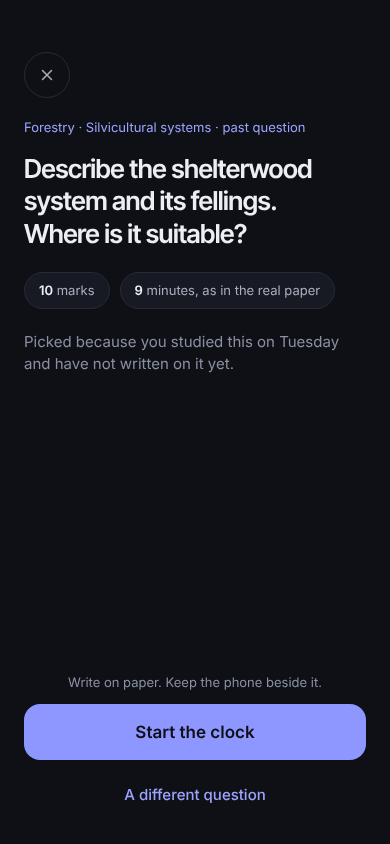 Forestry · Silvicultural systems · past question
Describe the shelterwood
system and its fellings.
Where is it suitable?
10 marks
9 minutes, as in the real paper
Picked because you studied this on Tuesday
and have not written on it yet.
Write on paper. Keep the phone beside it.
Start the clock
A different question